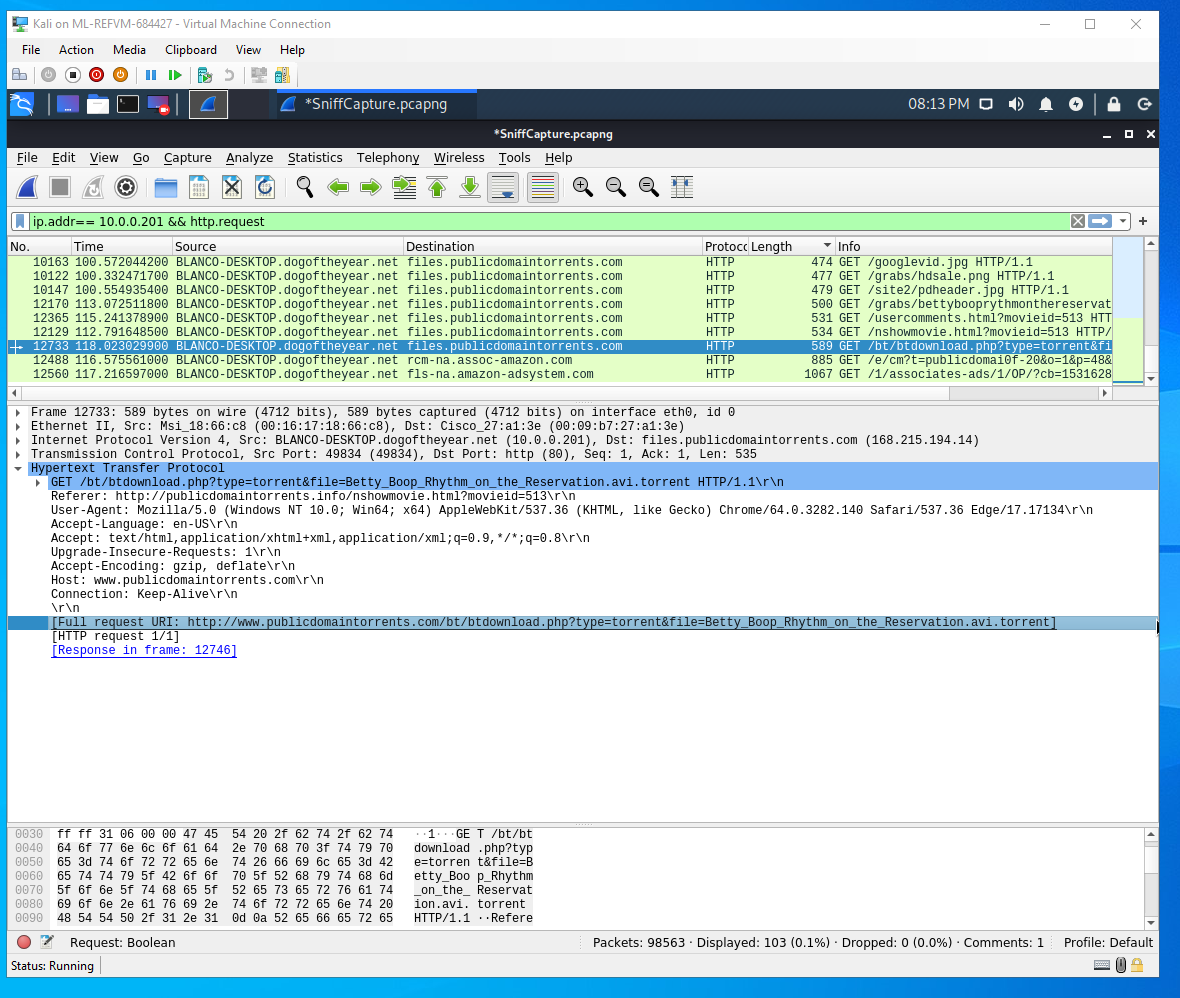 Kali on ML-REFVM-684427 - Virtual Machine Connection
File Action Media Clipboard View Help
*SniffCapture.pcapng 08:13 PM
*SniffCapture.pcapng
File Edit View Go Capture Analyze Statistics Telephony Wireless Tools Help
ip.addr== 10.0.0.201 && http.request
No. Time Source Destination Protocc Length Info
10163 100.572044200 BLANCO-DESKTOP.dogoftheyear.net files.publicdomaintorrents.com HTTP 474 GET /googlevid.jpg HTTP/1.1
10122 100.332471700 BLANCO-DESKTOP.dogoftheyear.net files.publicdomaintorrents.com HTTP 477 GET /grabs/hdsale.png HTTP/1.1
10147 100.554935400 BLANCO-DESKTOP.dogoftheyear.net files.publicdomaintorrents.com HTTP 479 GET /site2/pdheader.jpg HTTP/1.1
12170 113.072511800 BLANCO-DESKTOP.dogoftheyear.net files.publicdomaintorrents.com HTTP 500 GET /grabs/bettybooprythmonthereservat
12365 115.241378900 BLANCO-DESKTOP.dogoftheyear.net files.publicdomaintorrents.com HTTP 531 GET /usercomments.html?movieid=513 HTT
12129 112.791648500 BLANCO-DESKTOP.dogoftheyear.net files.publicdomaintorrents.com HTTP 534 GET /nshowmovie.html?movieid=513 HTTP/
12733 118.023029900 BLANCO-DESKTOP.dogoftheyear.net files.publicdomaintorrents.com HTTP 589 GET /bt/btdownload.php?type=torrent&fi
12488 116.575561000 BLANCO-DESKTOP.dogoftheyear.net rcm-na.assoc-amazon.com HTTP 885 GET /e/cm?t=publicdomai0f-20&o=1&p=48&
12560 117.216597000 BLANCO-DESKTOP.dogoftheyear.net fls-na.amazon-adsystem.com HTTP 1067 GET /1/associates-ads/1/OP/?cb=1531628
Frame 12733: 589 bytes on wire (4712 bits), 589 bytes captured (4712 bits) on interface eth0, id 0
Ethernet II, Src: Msi_18:66:c8 (00:16:17:18:66:c8), Dst: Cisco_27:a1:3e (00:09:b7:27:a1:3e)
Internet Protocol Version 4, Src: BLANCO-DESKTOP.dogoftheyear.net (10.0.0.201), Dst: files.publicdomaintorrents.com (168.215.194.14)
Transmission Control Protocol, Src Port: 49834 (49834), Dst Port: http (80), Seq: 1, Ack: 1, Len: 535
Hypertext Transfer Protocol
GET /bt/btdownload.php?type=torrent&file=Betty_Boop_Rhythm_on_the_Reservation.avi.torrent HTTP/1.1\r\n
Referer: http://publicdomaintorrents.info/nshowmovie.html?movieid=513\r\n
User-Agent: Mozilla/5.0 (Windows NT 10.0; Win64; x64) AppleWebKit/537.36 (KHTML, like Gecko) Chrome/64.0.3282.140 Safari/537.36 Edge/17.17134\r\n
Accept-Language: en-US\r\n
Accept: text/html,application/xhtml+xml,application/xml;q=0.9,*/*;q=0.8\r\n
Upgrade-Insecure-Requests: 1\r\n
Accept-Encoding: gzip, deflate\r\n
Host: www.publicdomaintorrents.com\r\n
Connection: Keep-Alive\r\n
\r\n
[Full request URI: http://www.publicdomaintorrents.com/bt/btdownload.php?type=torrent&file=Betty_Boop_Rhythm_on_the_Reservation.avi.torrent]
[HTTP request 1/1]
[Response in frame: 12746]
0030 ff ff 31 06 00 00 47 45 54 20 2f 62 74 2f 62 74 ··1···GE T /bt/bt
0040 64 6f 77 6e 6c 6f 61 64 2e 70 68 70 3f 74 79 70 download .php?typ
0050 65 3d 74 6f 72 72 65 6e 74 26 66 69 6c 65 3d 42 e=torren t&file=B
0060 65 74 74 79 5f 42 6f 6f 70 5f 52 68 79 74 68 6d etty_Boo p_Rhythm
0070 5f 6f 6e 5f 74 68 65 5f 52 65 73 65 72 76 61 74 _on_the_ Reservat
0080 69 6f 6e 2e 61 76 69 2e 74 6f 72 72 65 6e 74 20 ion.avi. torrent
0090 48 54 54 50 2f 31 2e 31 0d 0a 52 65 66 65 72 65 HTTP/1.1 ··Refere
Request: Boolean Packets: 98563 · Displayed: 103 (0.1%) · Dropped: 0 (0.0%) · Comments: 1 Profile: Default
Status: Running